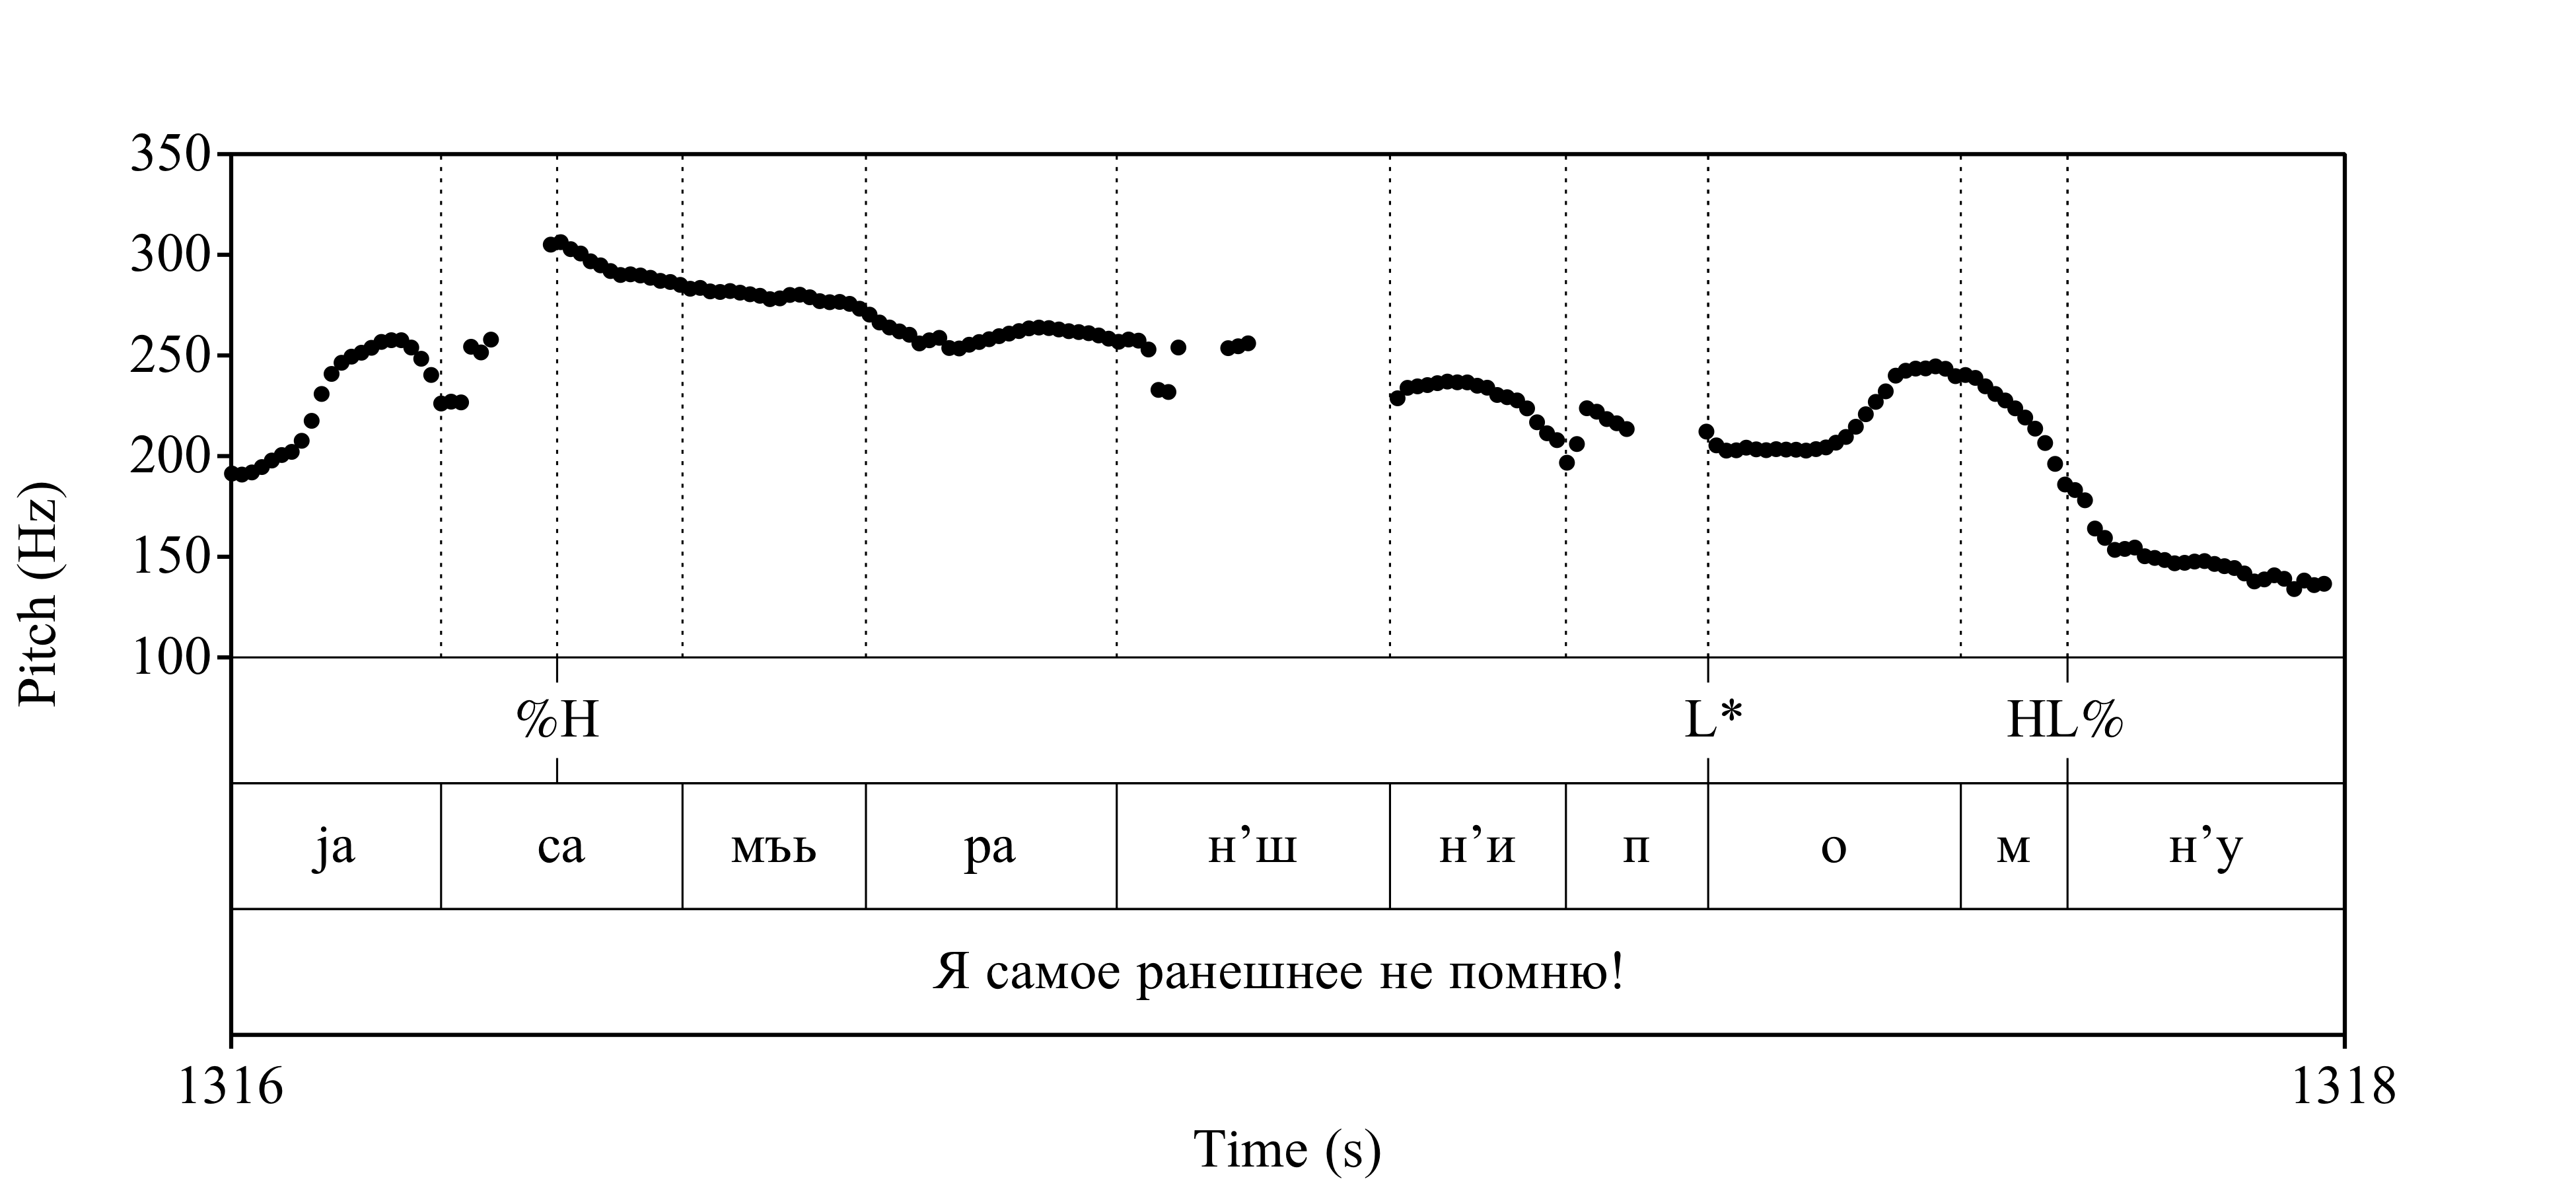 350
300
250
200
150
100
Pitch (Hz)
%H L* HL%
ја са мъь ра н’ш н’и п о м н’у
Я самое ранешнее не помню!
1316 1318
Time (s)